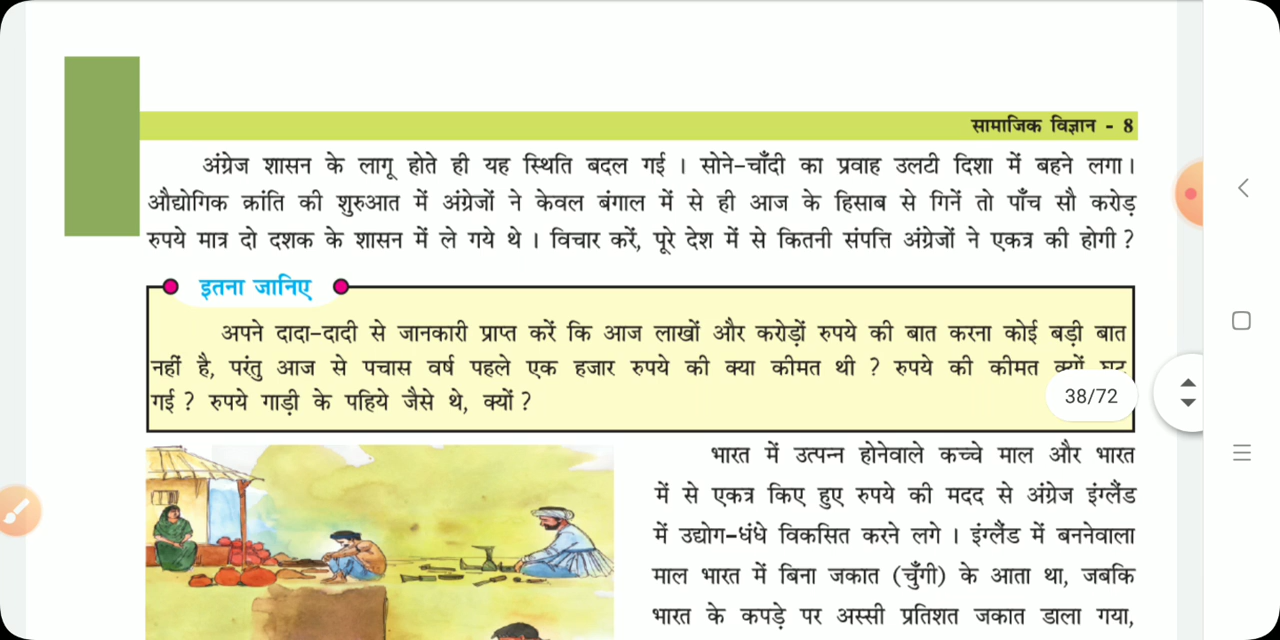 सामाजिक विज्ञान - 8
अंग्रेज शासन के लागू होते ही यह स्थिति बदल गई । सोने-चाँदी का प्रवाह उलटी दिशा में बहने लगा।
औद्योगिक क्रांति की शुरुआत में अंग्रेजों ने केवल बंगाल में से ही आज के हिसाब से गिनें तो पाँच सौ करोड़
रुपये मात्र दो दशक के शासन में ले गये थे । विचार करें, पूरे देश में से कितनी संपत्ति अंग्रेजों ने एकत्र की होगी ?
इतना जानिए
अपने दादा-दादी से जानकारी प्राप्त करें कि आज लाखों और करोड़ों रुपये की बात करना कोई बड़ी बात
नहीं है, परंतु आज से पचास वर्ष पहले एक हजार रुपये की क्या कीमत थी ? रुपये की कीमत क्यों
गई ? रुपये गाड़ी के पहिये जैसे थे, क्यों ?
38/72
भारत में उत्पन्न होनेवाले कच्चे माल और भारत
में से एकत्र किए हुए रुपये की मदद से अंग्रेज इंग्लैंड
में उद्योग-धंधे विकसित करने लगे । इंग्लैंड में बननेवाला
माल भारत में बिना जकात (चुँगी) के आता था, जबकि
भारत के कपड़े पर अस्सी प्रतिशत जकात डाला गया,